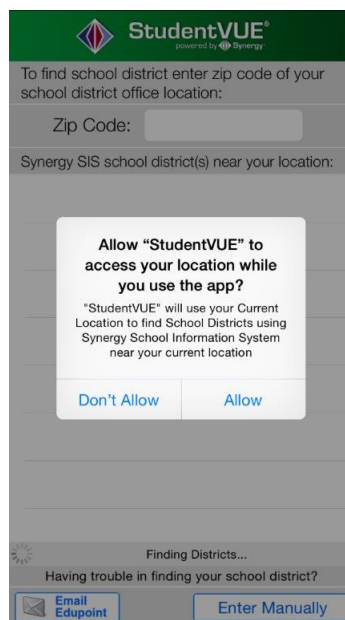 StudentVUE®
powered by Synergy
To find school district enter zip code of your
school district office location:
Zip Code:
Synergy SIS school district(s) near your location:
Allow “StudentVUE” to
access your location while
you use the app?
"StudentVUE" will use your Current
Location to find School Districts using
Synergy School Information System
near your current location
Don't Allow
Allow
Finding Districts...
Having trouble in finding your school district?
Email
Edupoint
Enter Manually